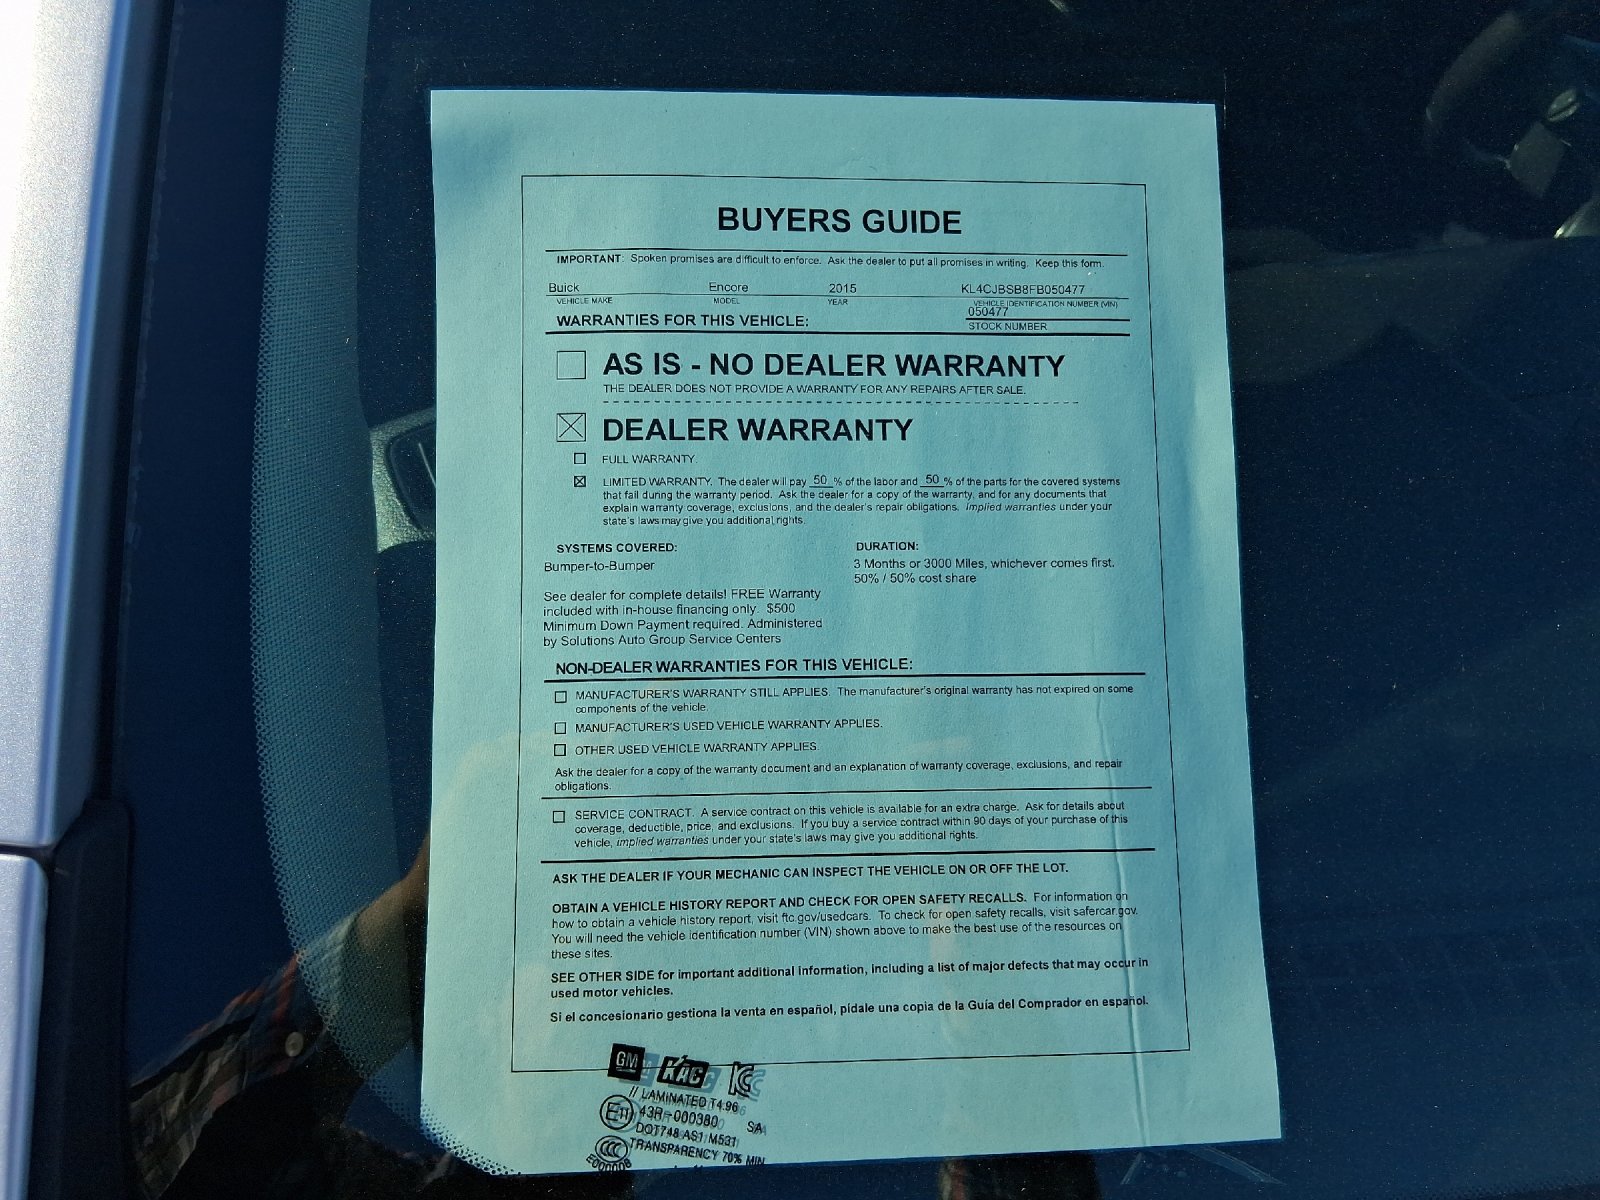 BUYERS GUIDE
IMPORTANT: Spoken promises are difficult to enforce. Ask the dealer to put all promises in writing. Keep this form.
Buick Encore 2015 KL4CJBSB8FB050477
VEHICLE MAKE MODEL YEAR VEHICLE IDENTIFICATION NUMBER (VIN)
050477
WARRANTIES FOR THIS VEHICLE:
STOCK NUMBER
AS IS - NO DEALER WARRANTY
THE DEALER DOES NOT PROVIDE A WARRANTY FOR ANY REPAIRS AFTER SALE.
DEALER WARRANTY
FULL WARRANTY.
LIMITED WARRANTY. The dealer will pay 50 % of the labor and 50 % of the parts for the covered systems
that fail during the warranty period. Ask the dealer for a copy of the warranty, and for any documents that
explain warranty coverage, exclusions, and the dealer's repair obligations. Implied warranties under your
state's laws may give you additional rights.
SYSTEMS COVERED:
Bumper-to-Bumper
See dealer for complete details! FREE Warranty
included with in-house financing only. $500
Minimum Down Payment required. Administered
by Solutions Auto Group Service Centers
DURATION:
3 Months or 3000 Miles, whichever comes first.
50% / 50% cost share
NON-DEALER WARRANTIES FOR THIS VEHICLE:
MANUFACTURER'S WARRANTY STILL APPLIES. The manufacturer's original warranty has not expired on some
components of the vehicle.
MANUFACTURER'S USED VEHICLE WARRANTY APPLIES.
OTHER USED VEHICLE WARRANTY APPLIES.
Ask the dealer for a copy of the warranty document and an explanation of warranty coverage, exclusions, and repair
obligations.
SERVICE CONTRACT. A service contract on this vehicle is available for an extra charge. Ask for details about
coverage, deductible, price, and exclusions. If you buy a service contract within 90 days of your purchase of this
vehicle, implied warranties under your state's laws may give you additional rights.
ASK THE DEALER IF YOUR MECHANIC CAN INSPECT THE VEHICLE ON OR OFF THE LOT.
OBTAIN A VEHICLE HISTORY REPORT AND CHECK FOR OPEN SAFETY RECALLS. For information on
how to obtain a vehicle history report, visit ftc.gov/usedcars. To check for open safety recalls, visit safercar.gov.
You will need the vehicle identification number (VIN) shown above to make the best use of the resources on
these sites.
SEE OTHER SIDE for important additional information, including a list of major defects that may occur in
used motor vehicles.
Si el concesionario gestiona la venta en español, pídale una copia de la Guía del Comprador en español.
GM KAC KC
// LAMINATED T4.96
E11 43R-000380 SA
DOT748 AS1 M531
CCC TRANSPARENCY 70% MIN
E000008